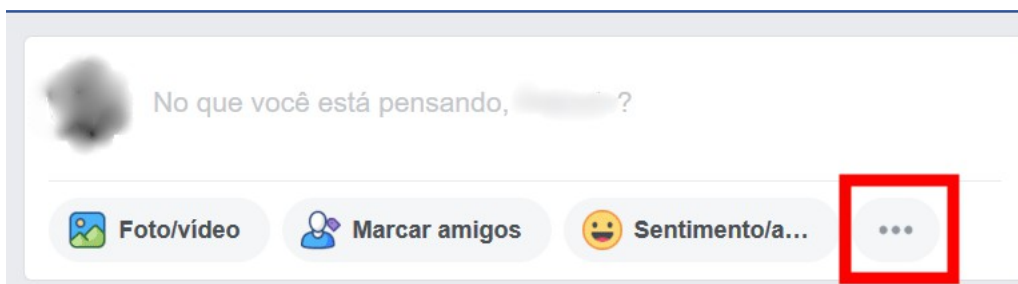 No que você está pensando, ?
Foto/vídeo Marcar amigos Sentimento/a... •••